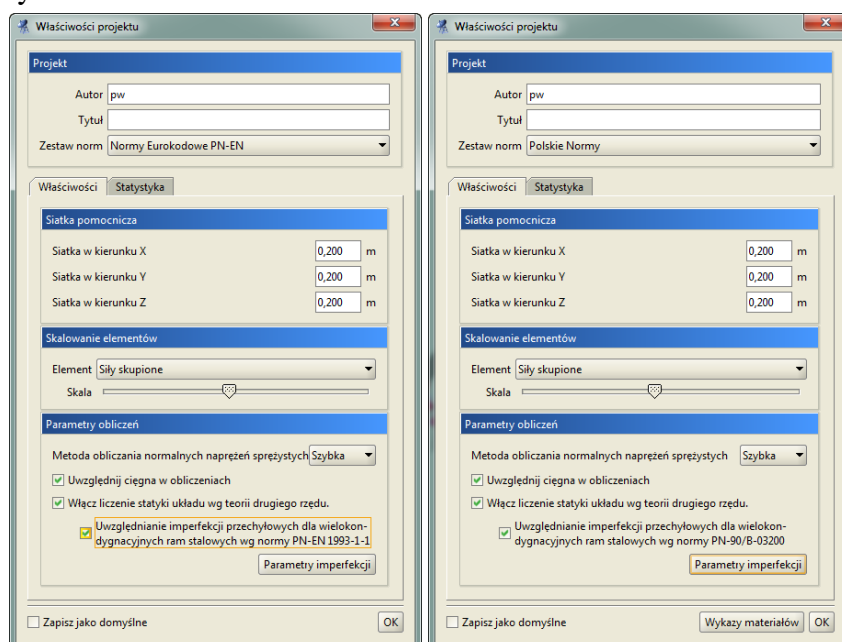 Właściwości projektu
Projekt
Autor pw
Tytuł
Zestaw norm Normy Eurokodowe PN-EN
Właściwości Statystyka
Siatka pomocnicza
Siatka w kierunku X 0,200 m
Siatka w kierunku Y 0,200 m
Siatka w kierunku Z 0,200 m
Skalowanie elementów
Element Siły skupione
Skala
Parametry obliczeń
Metoda obliczania normalnych naprężeń sprężystych Szybka
Uwzględnij cięgna w obliczeniach
Włącz liczenie statyki układu wg teorii drugiego rzędu.
Uwzględnianie imperfekcji przechyłowych dla wielokon-
dygnacyjnych ram stalowych wg normy PN-EN 1993-1-1
Parametry imperfekcji
Zapisz jako domyślne OK
Właściwości projektu
Projekt
Autor pw
Tytuł
Zestaw norm Polskie Normy
Właściwości Statystyka
Siatka pomocnicza
Siatka w kierunku X 0,200 m
Siatka w kierunku Y 0,200 m
Siatka w kierunku Z 0,200 m
Skalowanie elementów
Element Siły skupione
Skala
Parametry obliczeń
Metoda obliczania normalnych naprężeń sprężystych Szybka
Uwzględnij cięgna w obliczeniach
Włącz liczenie statyki układu wg teorii drugiego rzędu.
Uwzględnianie imperfekcji przechyłowych dla wielokon-
dygnacyjnych ram stalowych wg normy PN-90/B-03200
Parametry imperfekcji
Zapisz jako domyślne Wykazy materiałów OK